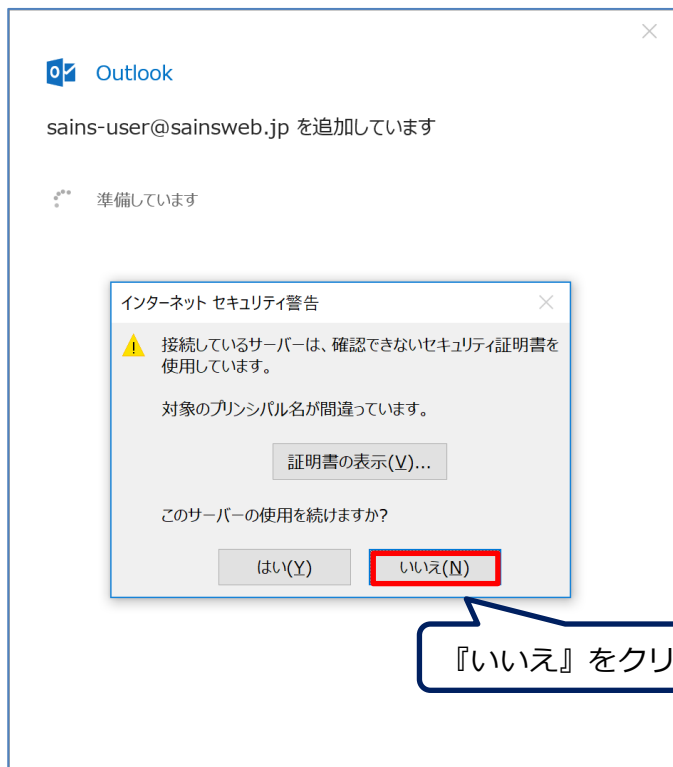 Outlook
sains-user@sainsweb.jp を追加しています
準備しています
インターネット セキュリティ警告
接続しているサーバーは、確認できないセキュリティ証明書を
使用しています。
対象のプリンシパル名が間違っています。
証明書の表示(V)...
このサーバーの使用を続けますか?
はい(Y)
いいえ(N)
『いいえ』をクリ